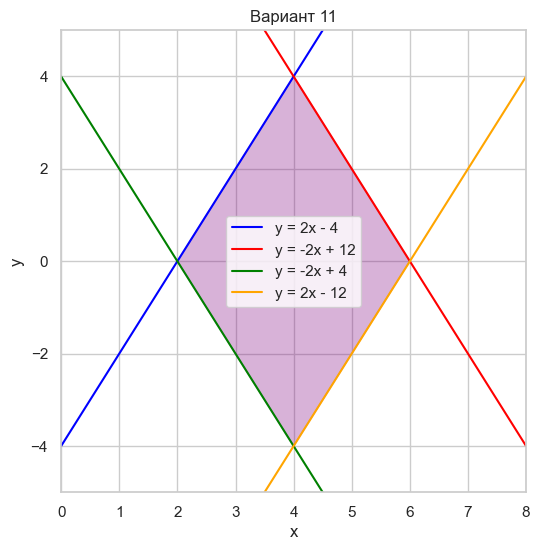 Вариант 11
4
2
0
−2
−4
y
y = 2x - 4
y = -2x + 12
y = -2x + 4
y = 2x - 12
0 1 2 3 4 5 6 7 8
x